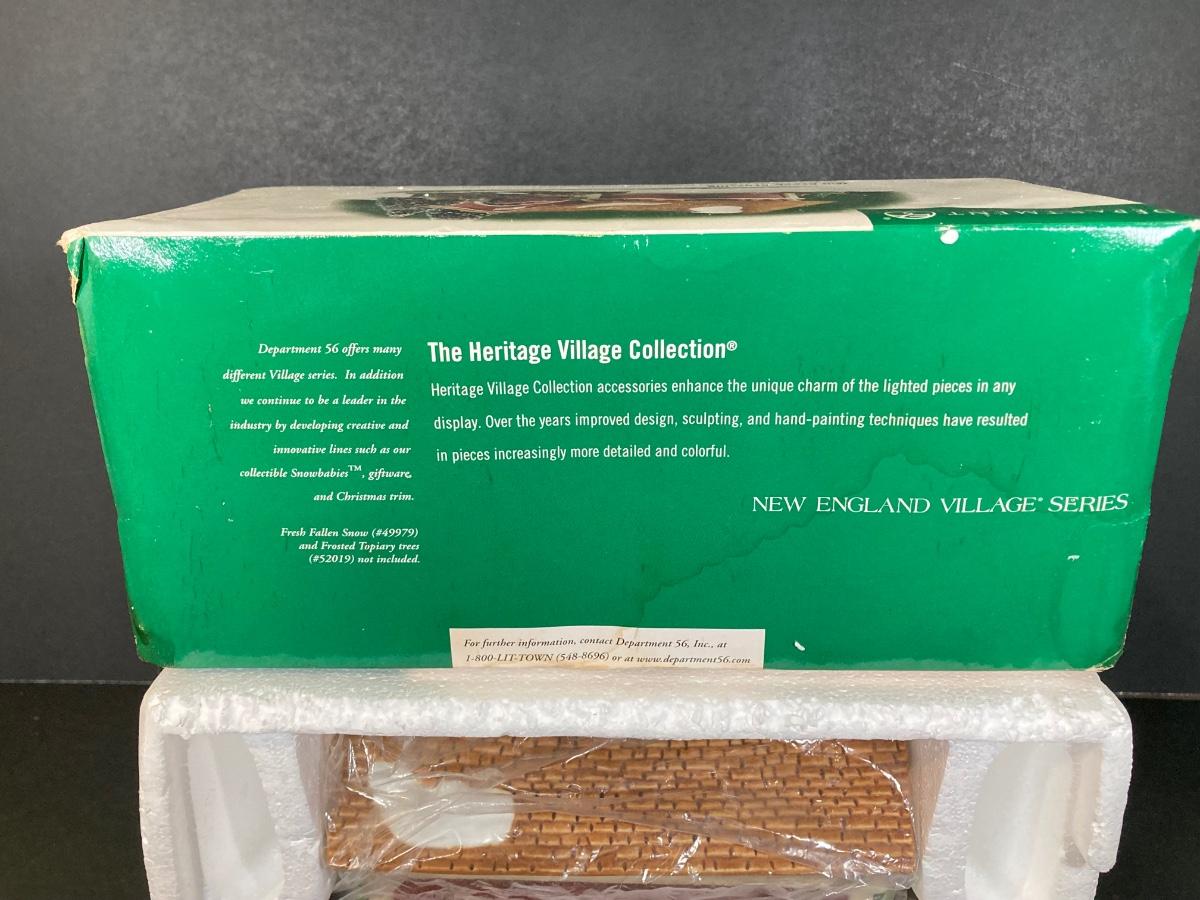 DEPARTMENT
Department 56 offers many
different Village series. In addition
we continue to be a leader in the
industry by developing creative and
innovative lines such as our
collectible Snowbabies™, giftware,
and Christmas trim.
Fresh Fallen Snow (#49979)
and Frosted Topiary trees
(#52019) not included.
The Heritage Village Collection®
Heritage Village Collection accessories enhance the unique charm of the lighted pieces in any
display. Over the years improved design, sculpting, and hand-painting techniques have resulted
in pieces increasingly more detailed and colorful.
NEW ENGLAND VILLAGE® SERIES
For further information, contact Department 56, Inc., at
1-800-LIT-TOWN (548-8696) or at www.department56.com